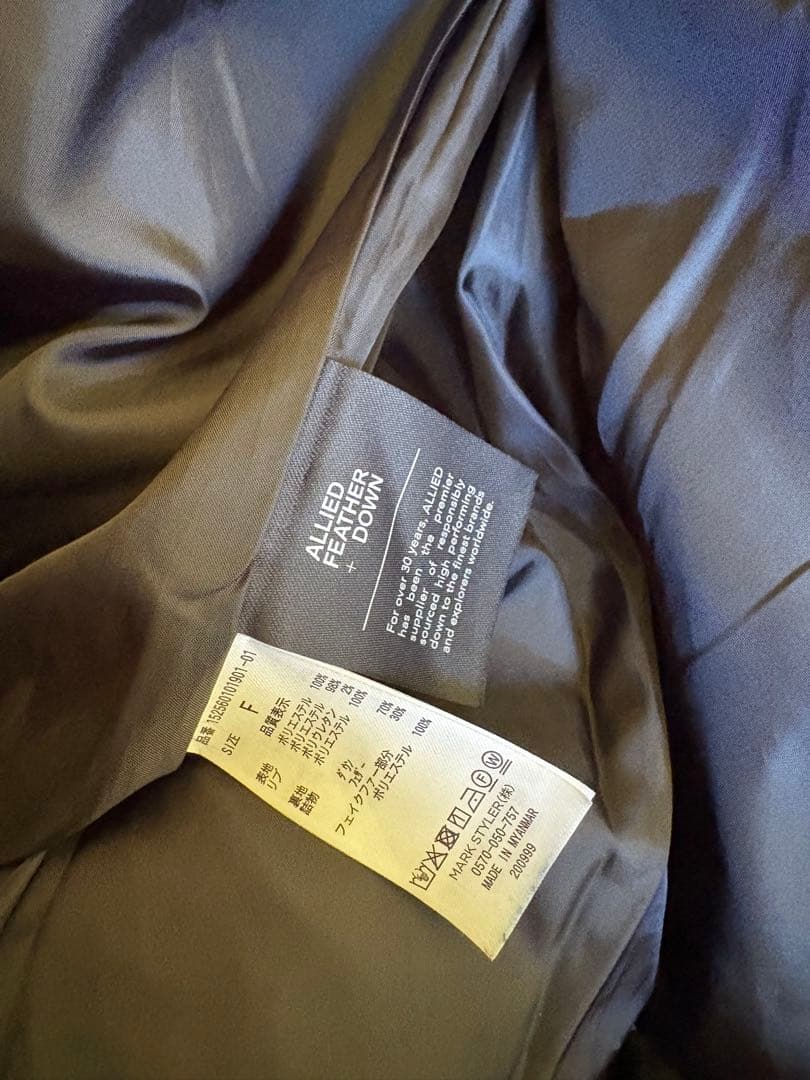 ALLIED
FEATHER
+ DOWN
For over 30 years, ALLIED
has been the premier
supplier of responsibly
sourced high performing
down to the finest brands
and explorers worldwide.
品番 152560101901-01
SIZE F
品質表示
表地 ポリエステル 100%
リブ ポリエステル 98%
ポリウレタン 2%
裏地 ポリエステル 100%
詰物 ダウン 70%
フェザー 30%
フェイクファー部分
ポリエステル 100%
MARK STYLER(株)
0570-050-757
MADE IN MYANMAR
200999